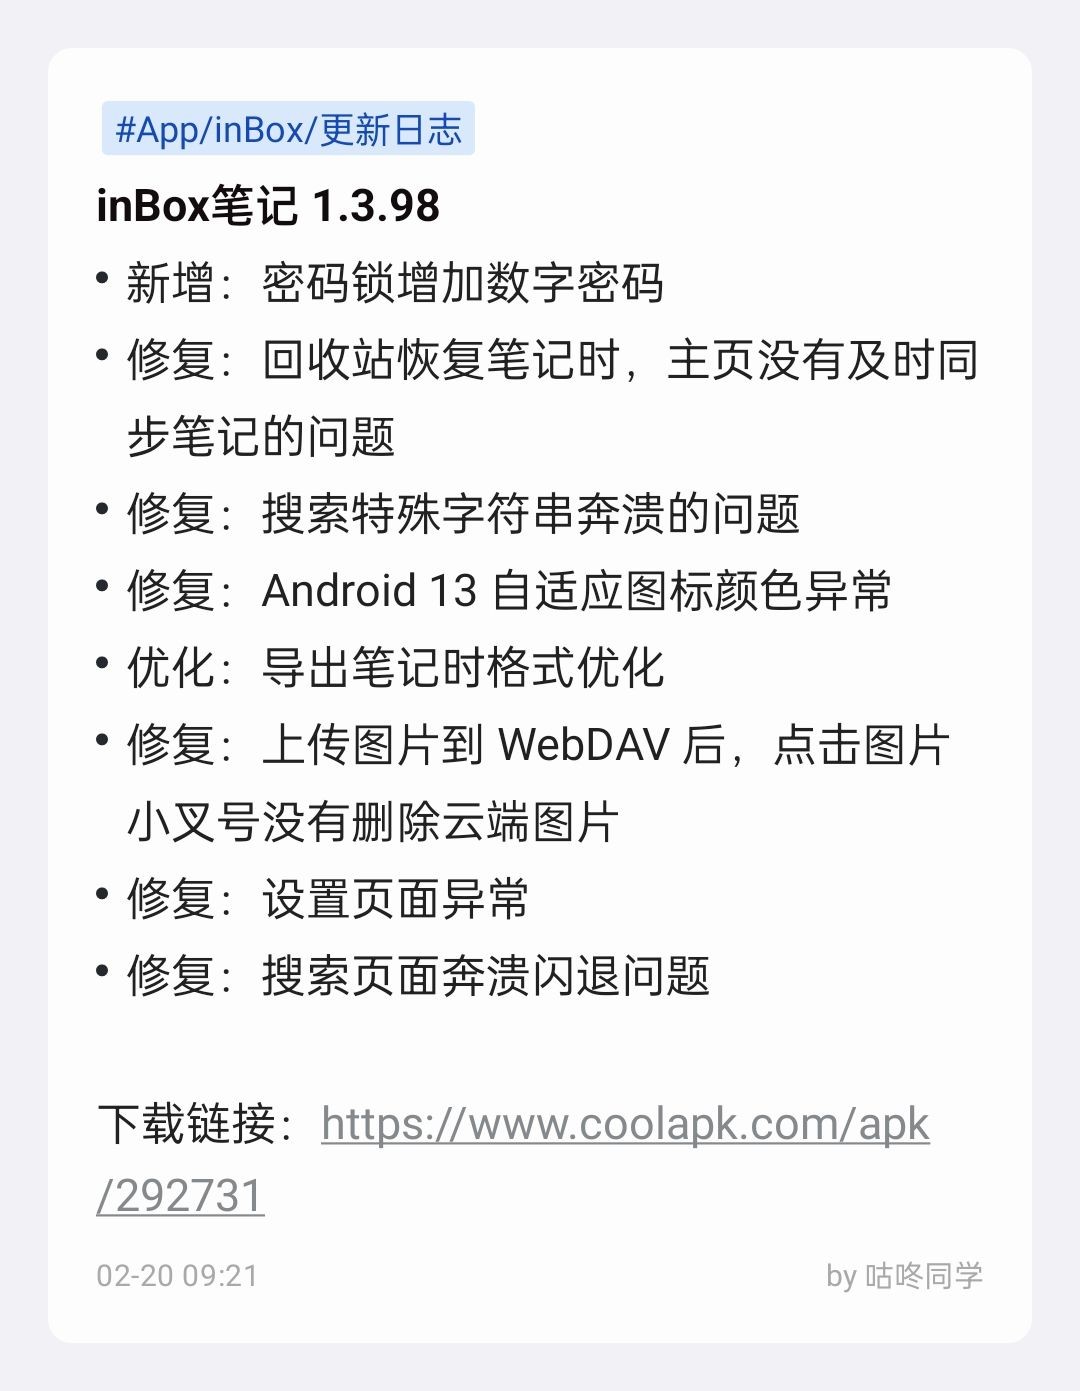 #App/inBox/更新日志
inBox笔记 1.3.98
• 新增：密码锁增加数字密码
• 修复：回收站恢复笔记时，主页没有及时同
步笔记的问题
• 修复：搜索特殊字符串奔溃的问题
• 修复：Android 13 自适应图标颜色异常
• 优化：导出笔记时格式优化
• 修复：上传图片到 WebDAV 后，点击图片
小叉号没有删除云端图片
• 修复：设置页面异常
• 修复：搜索页面奔溃闪退问题
下载链接：https://www.coolapk.com/apk
/292731
02-20 09:21
by 咕咚同学